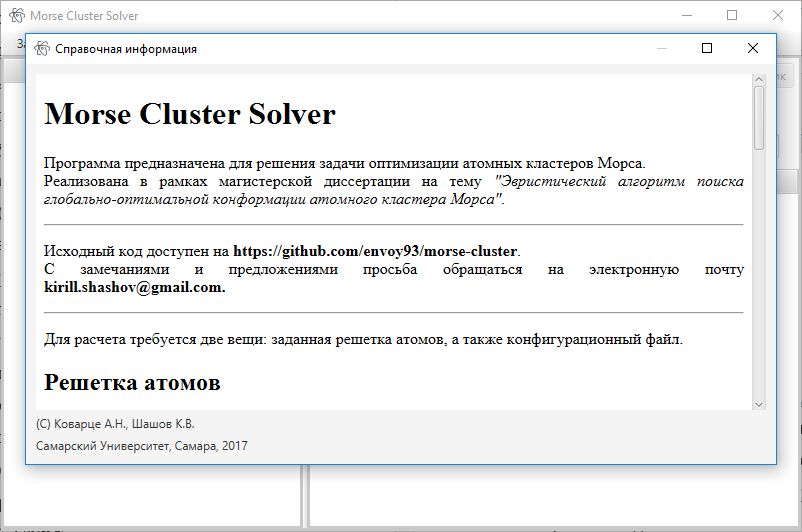 Morse Cluster Solver
За
Справочная информация
ик
Morse Cluster Solver
Программа предназначена для решения задачи оптимизации атомных кластеров Морса.
Реализована в рамках магистерской диссертации на тему "Эвристический алгоритм поиска
глобально-оптимальной конформации атомного кластера Морса".
Исходный код доступен на https://github.com/envoy93/morse-cluster.
С замечаниями и предложениями просьба обращаться на электронную почту
kirill.shashov@gmail.com.
Для расчета требуется две вещи: заданная решетка атомов, а также конфигурационный файл.
Решетка атомов
(C) Коварце А.Н., Шашов К.В.
Самарский Университет, Самара, 2017